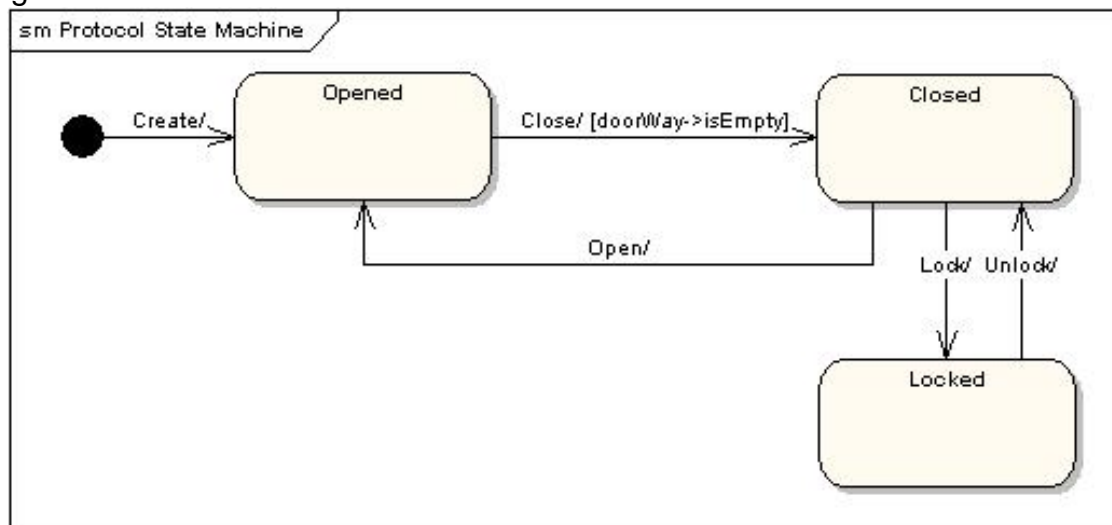 sm Protocol State Machine
Opened
Closed
Create/
Close/ [doorWay->isEmpty]
Open/
Lock/
Unlock/
Locked